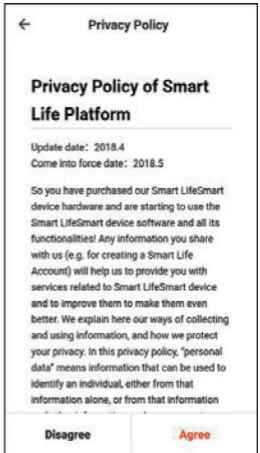 Privacy Policy
Privacy Policy of Smart
Life Platform
Update date: 2018.4
Come into force date: 2018.5
So you have purchased our Smart LifeSmart
device hardware and are starting to use the
Smart LifeSmart device software and all its
functionalities! Any information you share
with us (e.g. for creating a Smart Life
Account) will help us to provide you with
services related to Smart LifeSmart device
and to improve them to make them even
better. We explain here our ways of collecting
and using information, and how we protect
your privacy. In this privacy policy, "personal
data" means information that can be used to
identify an individual, either from that
information alone, or from that information
Disagree
Agree